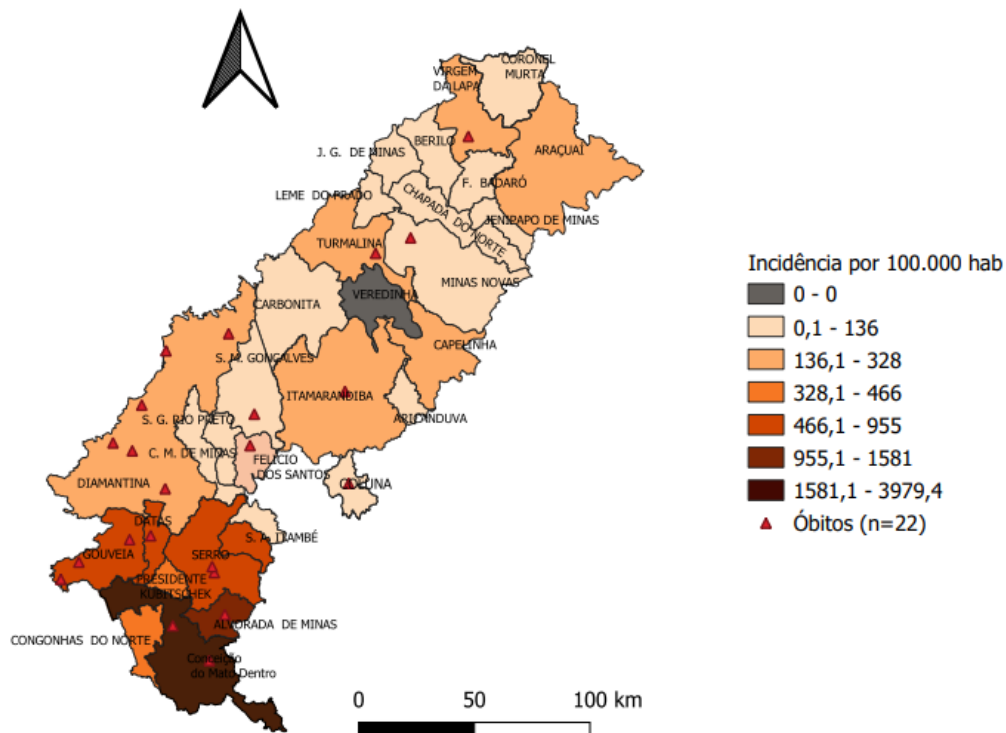 CORONEL
MURTA
VIRGEM
DA LAPA
BERILO
ARAÇUAÍ
J. G. DE MINAS
F. BADARÓ
LEME DO PRADO
CHAPADA DO NORTE
JENIPAPO DE MINAS
TURMALINA
MINAS NOVAS
VEREDINHA
CARBONITA
CAPELINHA
S. M. GONÇALVES
ITAMARANDIBA
ARICANDUVA
S. G. RIO PRETO
C. M. DE MINAS
FELICIO
DOS SANTOS
COLUNA
DIAMANTINA
DATAS
S. A. ITAMBÉ
GOUVEIA
SERRO
PRESIDENTE
KUBITSCHEK
ALVORADA DE MINAS
CONGONHAS DO NORTE
Conceição
do Mato Dentro
Incidência por 100.000 hab
0 - 0
0,1 - 136
136,1 - 328
328,1 - 466
466,1 - 955
955,1 - 1581
1581,1 - 3979,4
Óbitos (n=22)
0 50 100 km